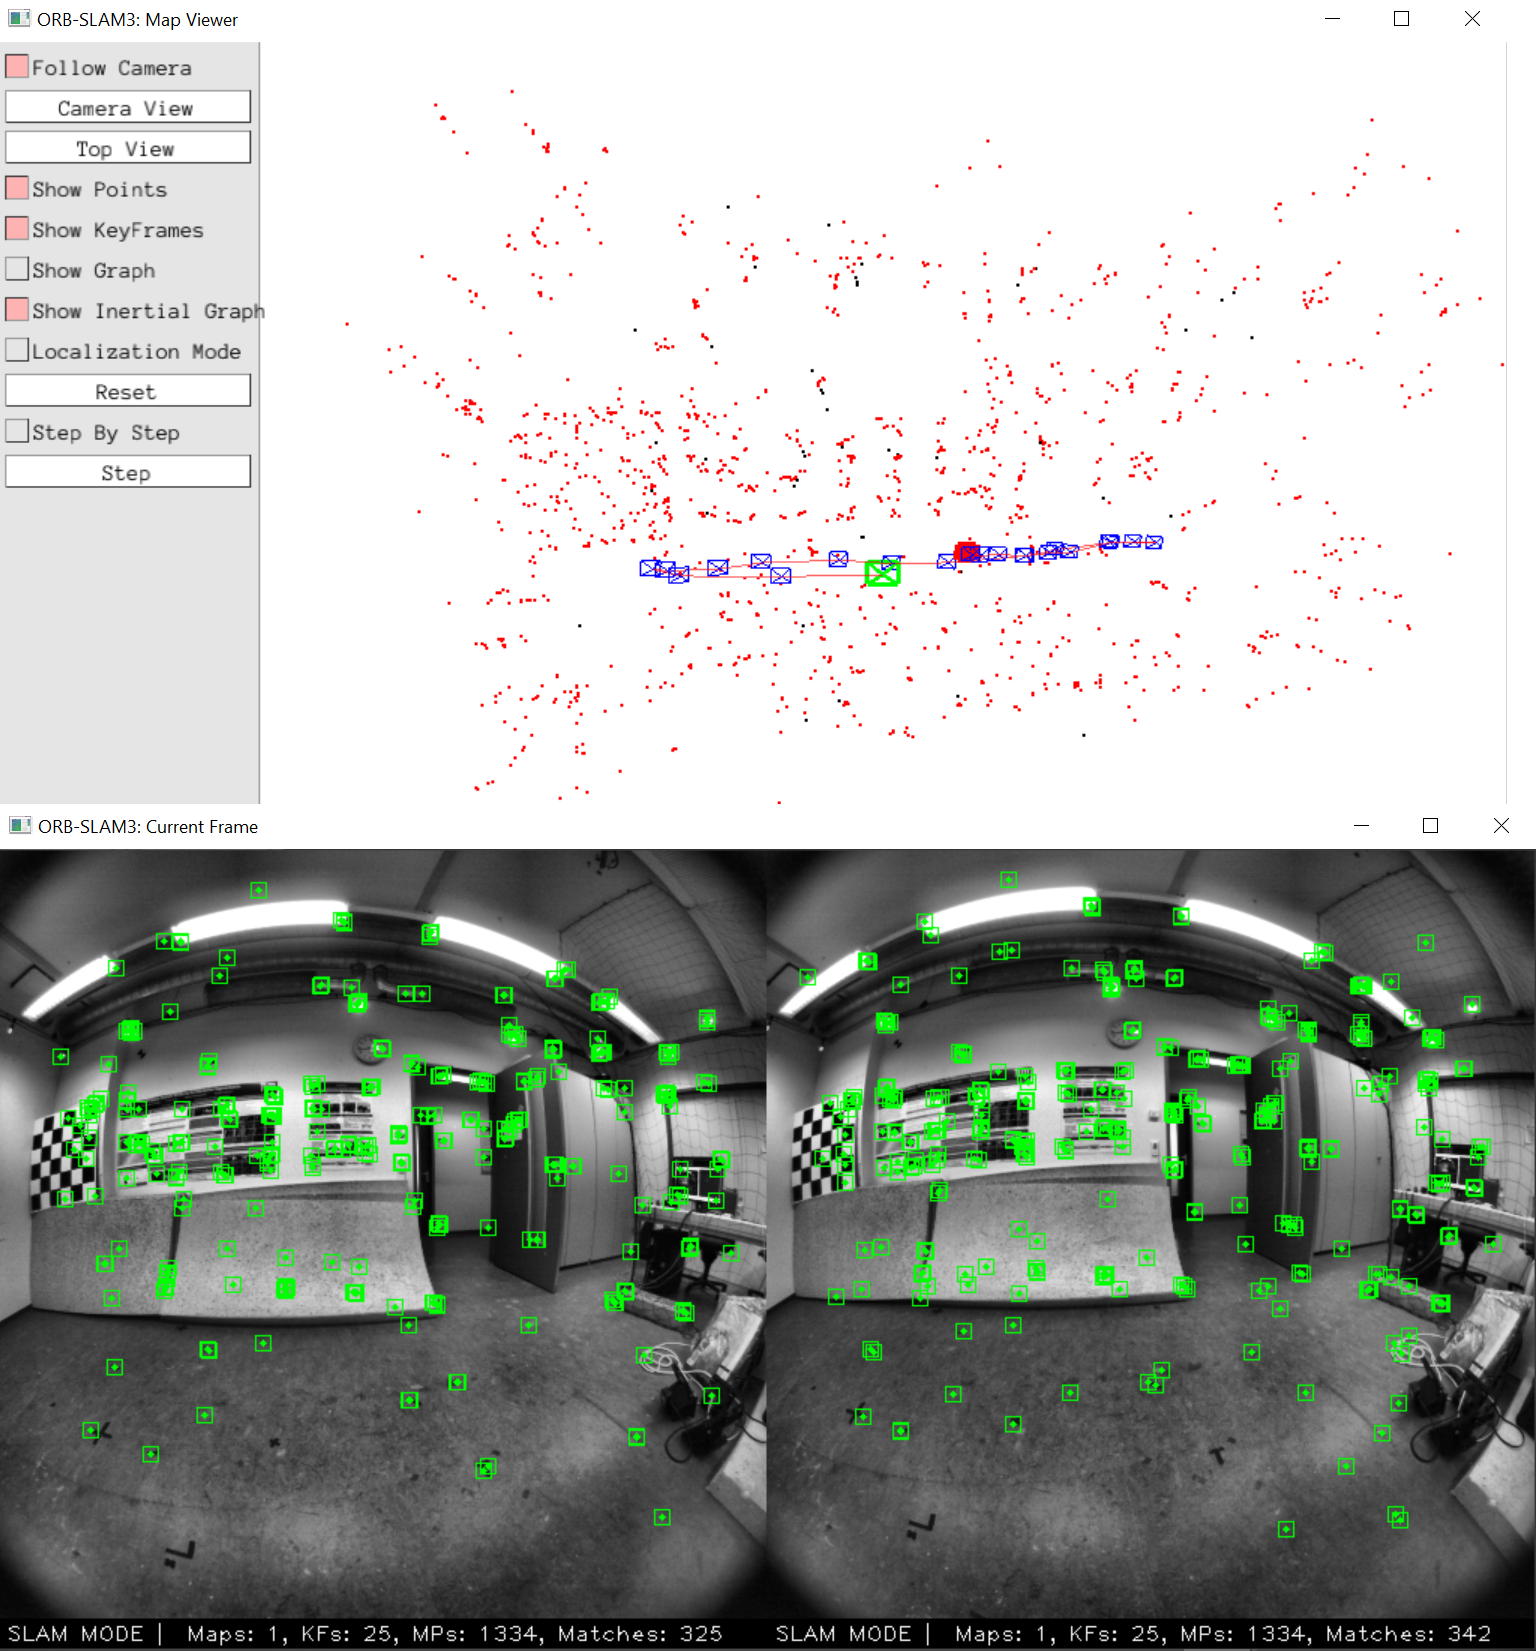 ORB-SLAM3: Map Viewer
Follow Camera
Camera View
Top View
Show Points
Show KeyFrames
Show Graph
Show Inertial Graph
Localization Mode
Reset
Step By Step
Step
ORB-SLAM3: Current Frame
SLAM MODE |  Maps: 1, KFs: 25, MPs: 1334, Matches: 325
SLAM MODE |  Maps: 1, KFs: 25, MPs: 1334, Matches: 342